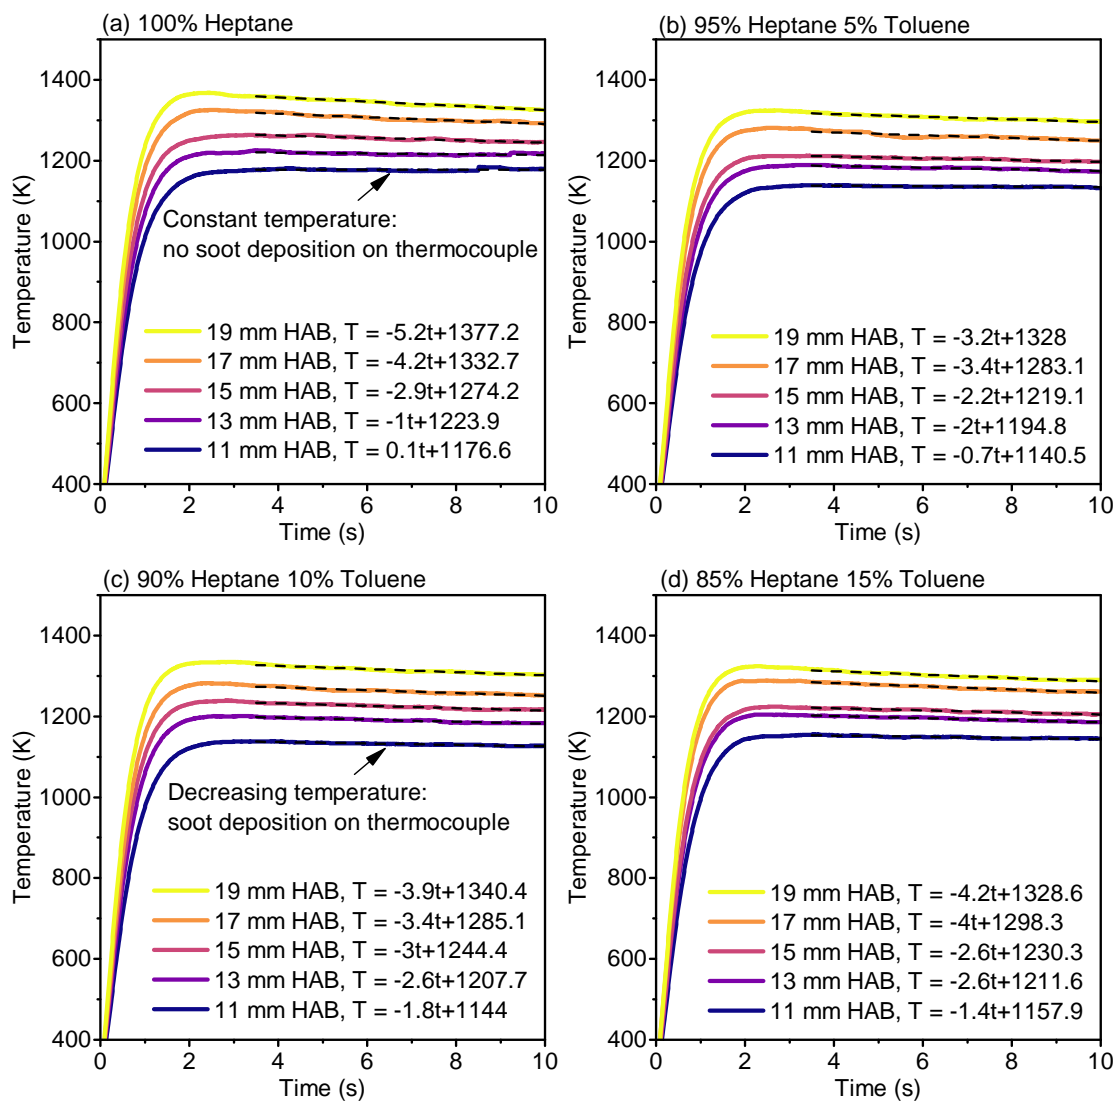 (a) 100% Heptane
1400
1200
1000
800
600
400
Temperature (K)
Constant temperature:
no soot deposition on thermocouple
19 mm HAB, T = -5.2t+1377.2
17 mm HAB, T = -4.2t+1332.7
15 mm HAB, T = -2.9t+1274.2
13 mm HAB, T = -1t+1223.9
11 mm HAB, T = 0.1t+1176.6
0 2 4 6 8 10
Time (s)
(b) 95% Heptane 5% Toluene
1400
1200
1000
800
600
400
Temperature (K)
19 mm HAB, T = -3.2t+1328
17 mm HAB, T = -3.4t+1283.1
15 mm HAB, T = -2.2t+1219.1
13 mm HAB, T = -2t+1194.8
11 mm HAB, T = -0.7t+1140.5
0 2 4 6 8 10
Time (s)
(c) 90% Heptane 10% Toluene
1400
1200
1000
800
600
400
Temperature (K)
Decreasing temperature:
soot deposition on thermocouple
19 mm HAB, T = -3.9t+1340.4
17 mm HAB, T = -3.4t+1285.1
15 mm HAB, T = -3t+1244.4
13 mm HAB, T = -2.6t+1207.7
11 mm HAB, T = -1.8t+1144
0 2 4 6 8 10
Time (s)
(d) 85% Heptane 15% Toluene
1400
1200
1000
800
600
400
Temperature (K)
19 mm HAB, T = -4.2t+1328.6
17 mm HAB, T = -4t+1298.3
15 mm HAB, T = -2.6t+1230.3
13 mm HAB, T = -2.6t+1211.6
11 mm HAB, T = -1.4t+1157.9
0 2 4 6 8 10
Time (s)